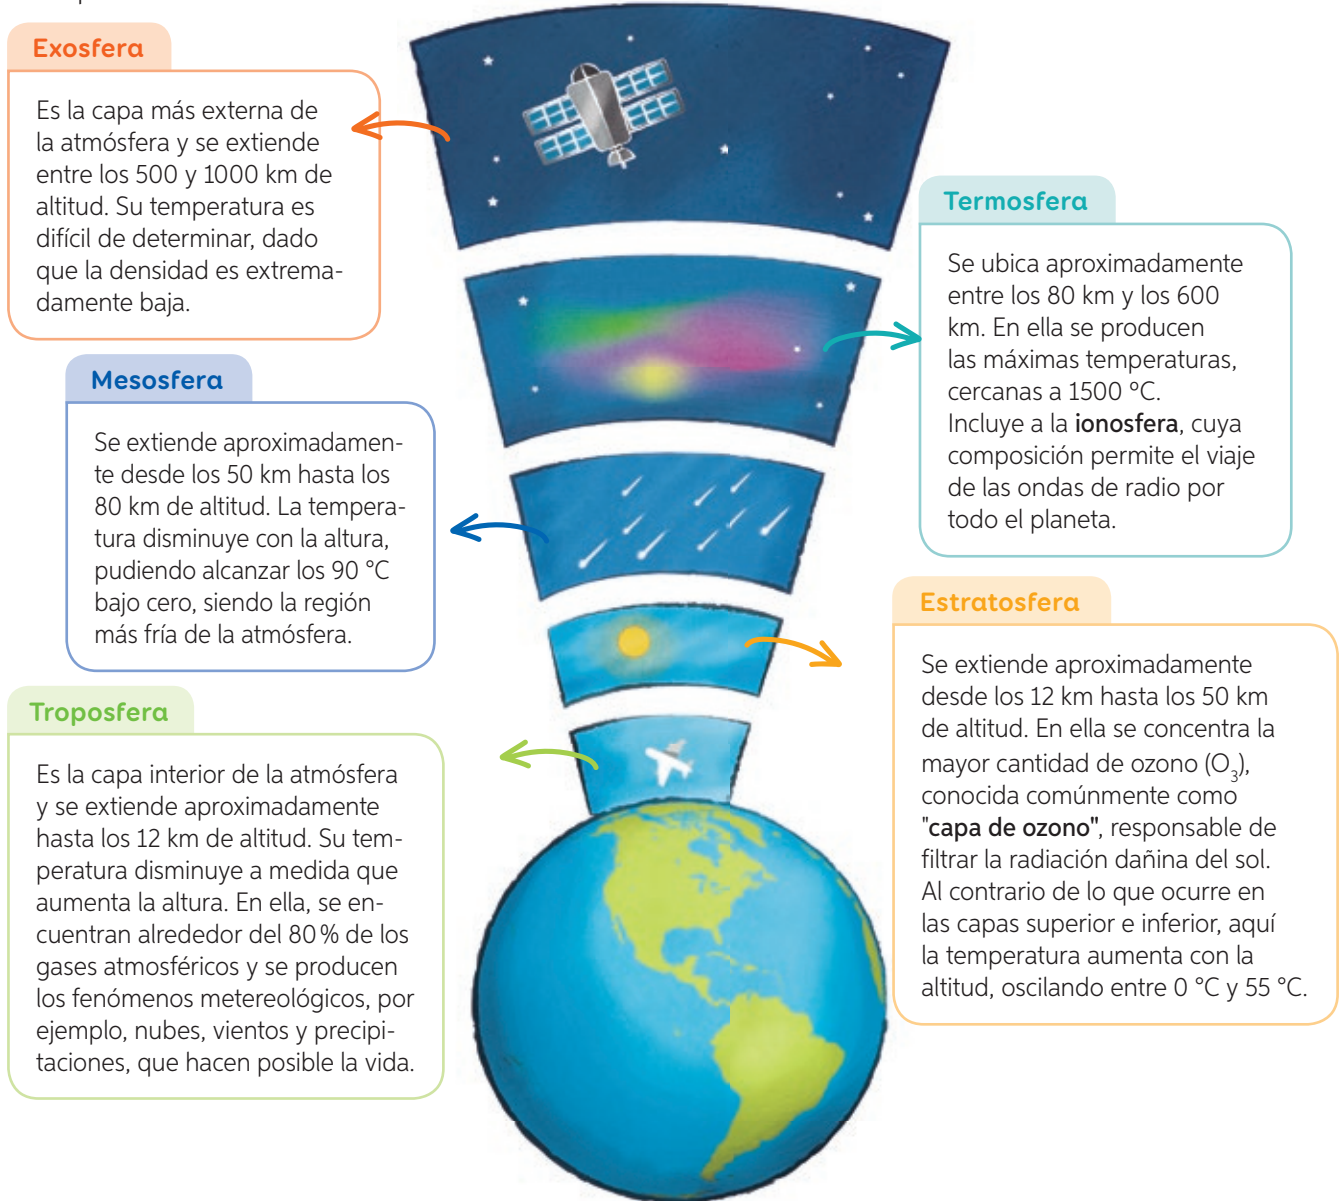 Exosfera
Es la capa más externa de
la atmósfera y se extiende
entre los 500 y 1000 km de
altitud. Su temperatura es
difícil de determinar, dado
que la densidad es extrema-
damente baja.
Termosfera
Se ubica aproximadamente
entre los 80 km y los 600
km. En ella se producen
las máximas temperaturas,
cercanas a 1500 °C.
Incluye a la ionosfera, cuya
composición permite el viaje
de las ondas de radio por
todo el planeta.
Mesosfera
Se extiende aproximadamen-
te desde los 50 km hasta los
80 km de altitud. La tempera-
tura disminuye con la altura,
pudiendo alcanzar los 90 °C
bajo cero, siendo la región
más fría de la atmósfera.
Estratosfera
Se extiende aproximadamente
desde los 12 km hasta los 50 km
de altitud. En ella se concentra la
mayor cantidad de ozono (O₃),
conocida comúnmente como
"capa de ozono", responsable de
filtrar la radiación dañina del sol.
Al contrario de lo que ocurre en
las capas superior e inferior, aquí
la temperatura aumenta con la
altitud, oscilando entre 0 °C y 55 °C.
Troposfera
Es la capa interior de la atmósfera
y se extiende aproximadamente
hasta los 12 km de altitud. Su tem-
peratura disminuye a medida que
aumenta la altura. En ella, se en-
cuentran alrededor del 80 % de los
gases atmosféricos y se producen
los fenómenos metereológicos, por
ejemplo, nubes, vientos y precipi-
taciones, que hacen posible la vida.